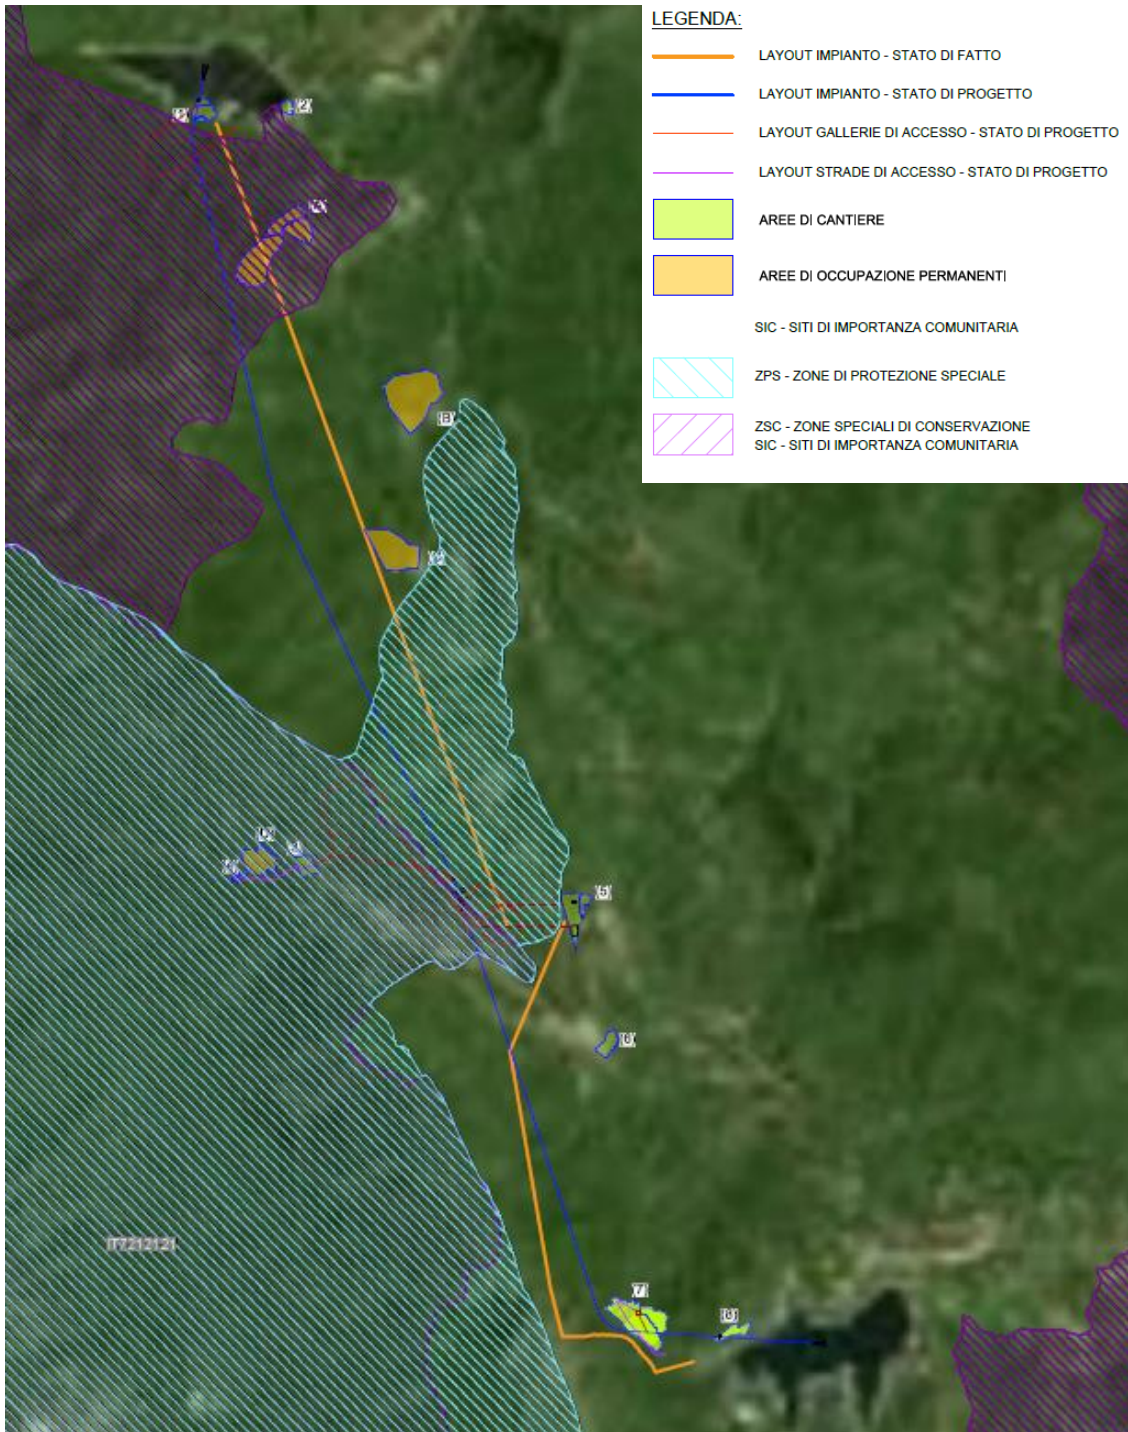 LEGENDA:
LAYOUT IMPIANTO - STATO DI FATTO
LAYOUT IMPIANTO - STATO DI PROGETTO
LAYOUT GALLERIE DI ACCESSO - STATO DI PROGETTO
LAYOUT STRADE DI ACCESSO - STATO DI PROGETTO
AREE DI CANTIERE
AREE DI OCCUPAZIONE PERMANENTI
SIC - SITI DI IMPORTANZA COMUNITARIA
ZPS - ZONE DI PROTEZIONE SPECIALE
ZSC - ZONE SPECIALI DI CONSERVAZIONE
SIC - SITI DI IMPORTANZA COMUNITARIA
[2]
[B]
[5]
[6]
IT7212121
[7]
[8]